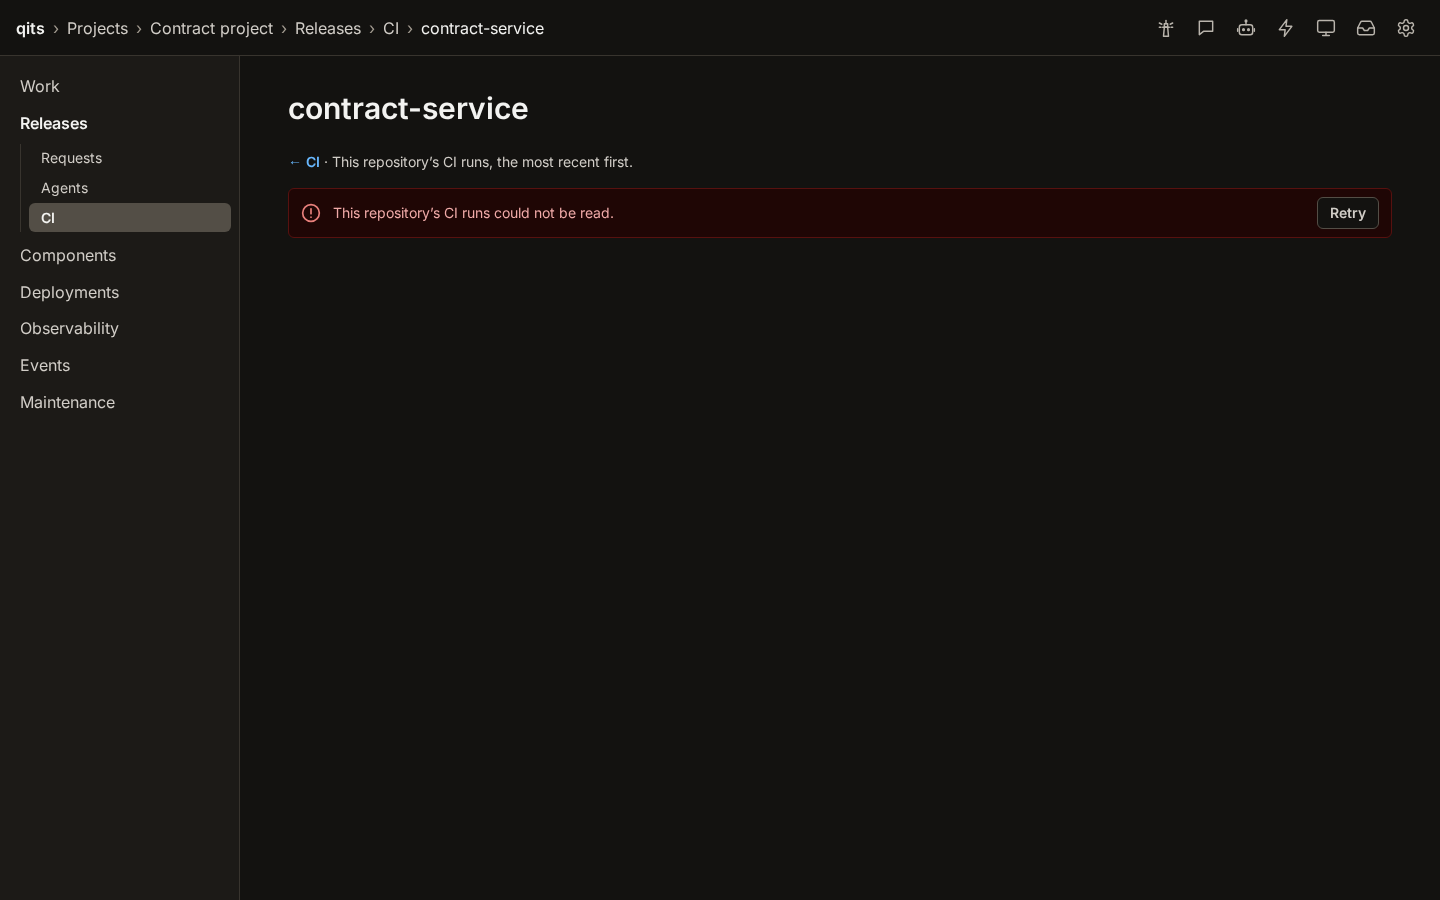 qits › Projects › Contract project › Releases › CI › contract-service
Work
Releases
Requests
Agents
CI
Components
Deployments
Observability
Events
Maintenance
contract-service
← CI · This repository’s CI runs, the most recent first.
This repository’s CI runs could not be read.
Retry